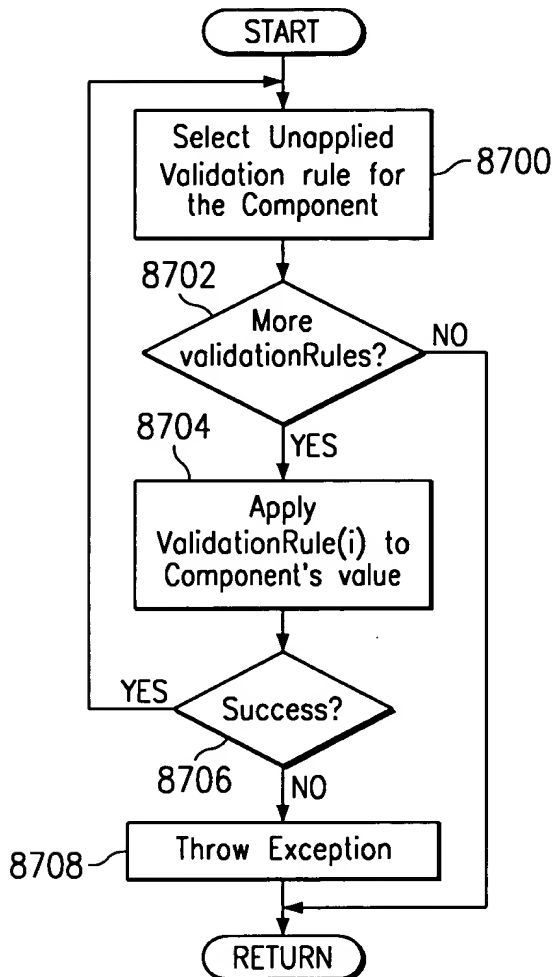 START
Select Unapplied
Validation rule for
the Component
8700
8702
More
validationRules?
NO
YES
8704
Apply
ValidationRule(i) to
Component's value
YES
Success?
8706
NO
8708
Throw Exception
RETURN